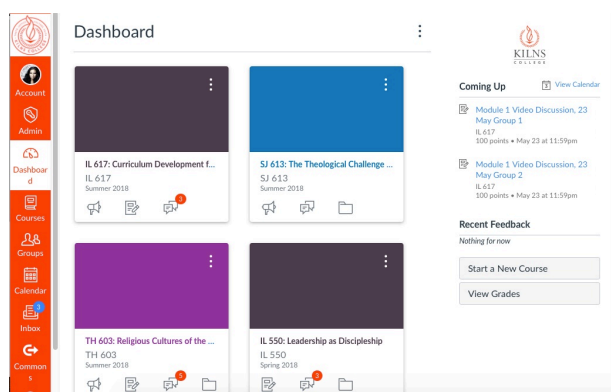 Account
Admin
Dashboar
d
Courses
Groups
Calendar
3
Inbox
Common
s
Dashboard
IL 617: Curriculum Development f...
IL 617
Summer 2018
3
SJ 613: The Theological Challenge ...
SJ 613
Summer 2018
TH 603: Religious Cultures of the ...
TH 603
Summer 2018
5
IL 550: Leadership as Discipleship
IL 550
Spring 2018
3
KILNS
COLLEGE
Coming Up
View Calendar
Module 1 Video Discussion, 23
May Group 1
IL 617
100 points • May 23 at 11:59pm
Module 1 Video Discussion, 23
May Group 2
IL 617
100 points • May 23 at 11:59pm
Recent Feedback
Nothing for now
Start a New Course
View Grades